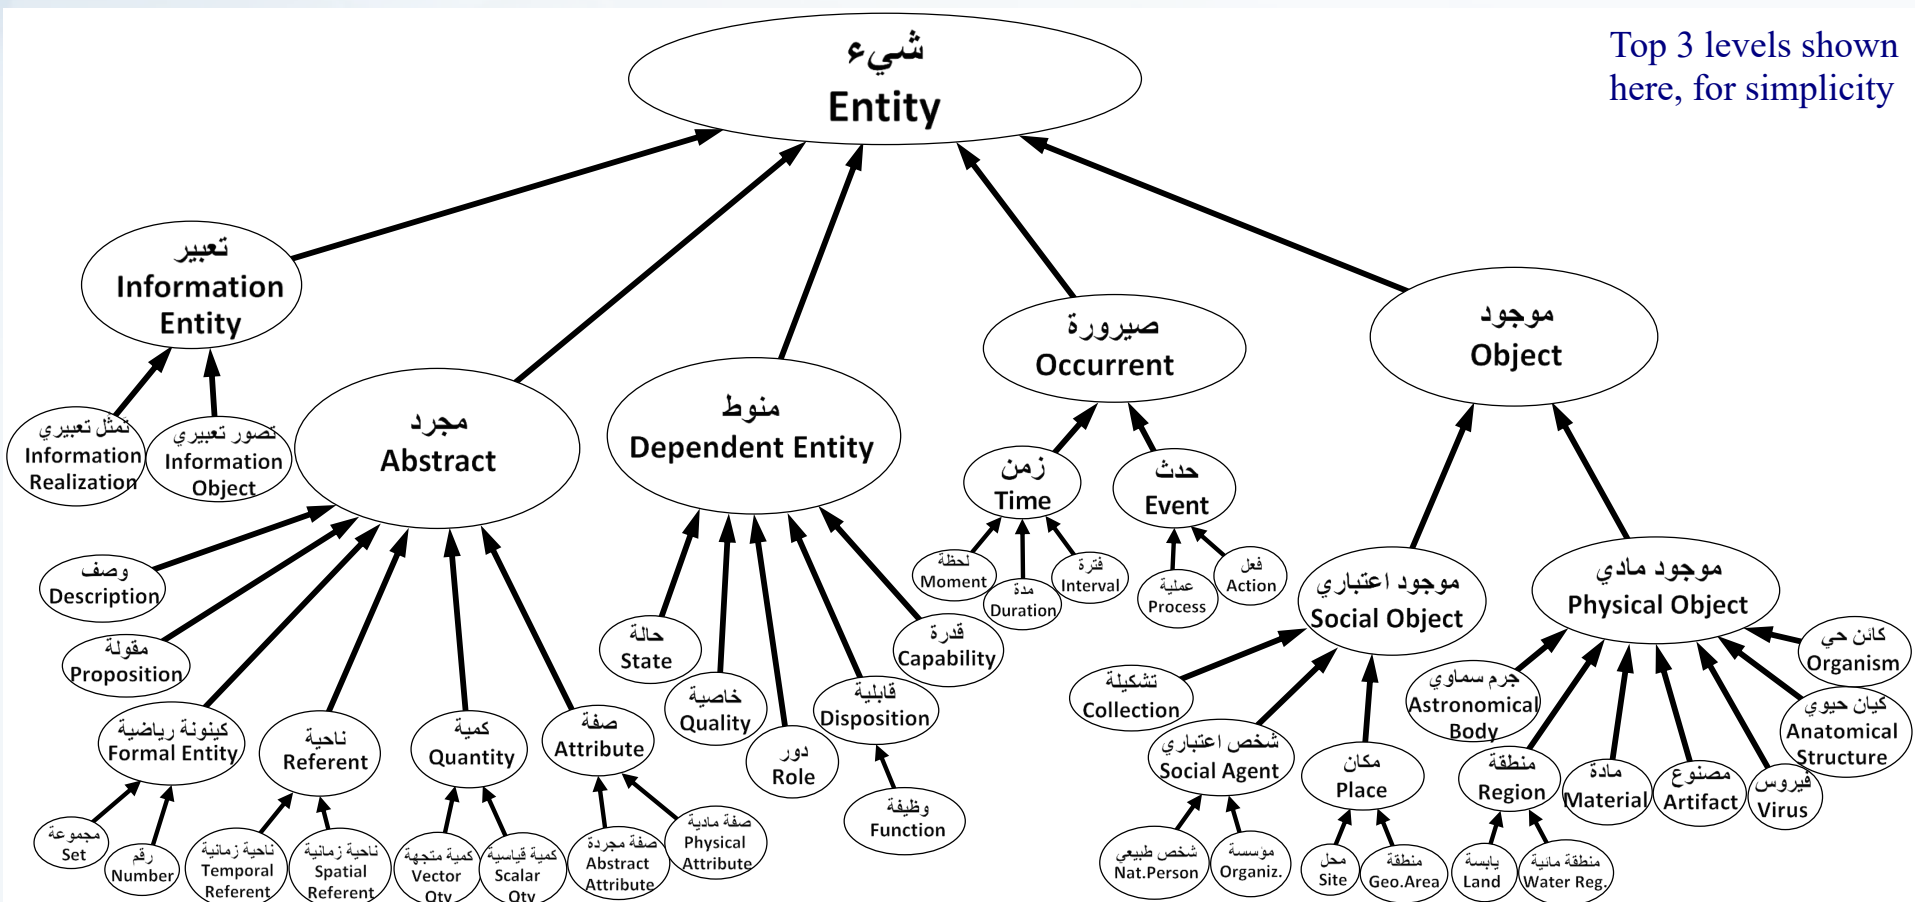 شيء
Entity
Top 3 levels shown
here, for simplicity
تعبير
Information
Entity
مجرد
Abstract
منوط
Dependent Entity
صيرورة
Occurrent
موجود
Object
تمثل تعبيري
Information
Realization
تصور تعبيري
Information
Object
زمن
Time
حدث
Event
لحظة
Moment
مدة
Duration
فترة
Interval
عملية
Process
فعل
Action
موجود اعتباري
Social Object
موجود مادي
Physical Object
وصف
Description
مقولة
Proposition
كينونة رياضية
Formal Entity
ناحية
Referent
كمية
Quantity
صفة
Attribute
حالة
State
خاصية
Quality
دور
Role
قابلية
Disposition
قدرة
Capability
وظيفة
Function
تشكيلة
Collection
شخص اعتباري
Social Agent
مكان
Place
جرم سماوي
Astronomical
Body
منطقة
Region
مادة
Material
مصنوع
Artifact
فيروس
Virus
كيان حيوي
Anatomical
Structure
كائن حي
Organism
مجموعة
Set
رقم
Number
ناحية زمانية
Temporal
Referent
ناحية زمانية
Spatial
Referent
كمية متجهة
Vector
Qty
كمية قياسية
Scalar
Qty
صفة مجردة
Abstract
Attribute
صفة مادية
Physical
Attribute
شخص طبيعي
Nat.Person
مؤسسة
Organiz.
محل
Site
منطقة
Geo.Area
يابسة
Land
منطقة مائية
Water Reg.